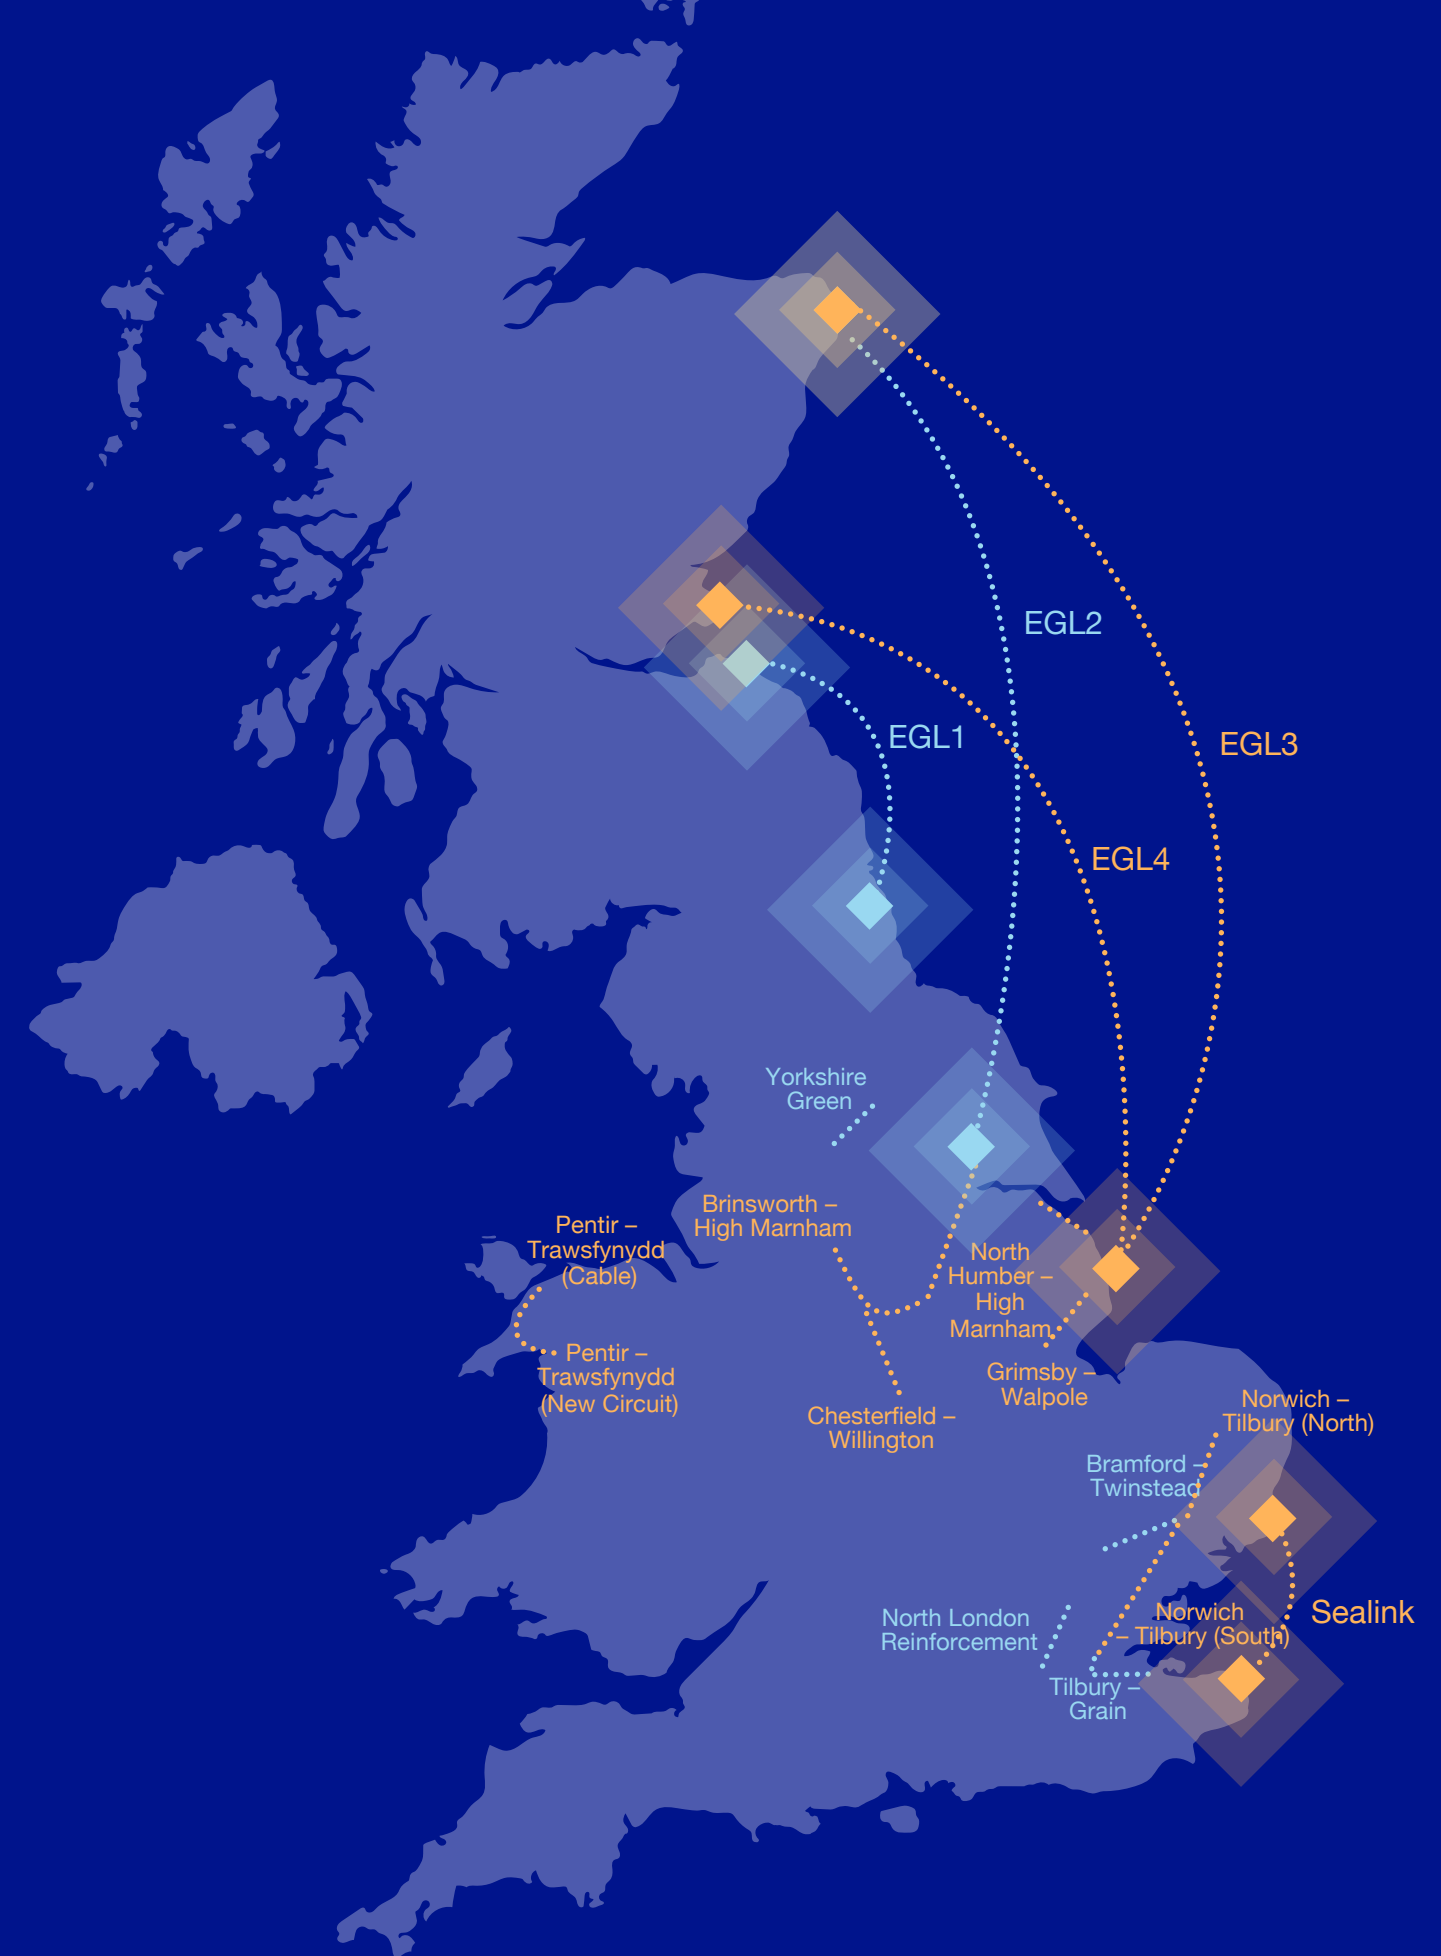 EGL2
EGL1
EGL3
EGL4
Yorkshire
Green
Brinsworth –
High Marnham
Pentir –
Trawsfynydd
(Cable)
North
Humber –
High
Marnham
Pentir –
Trawsfynydd
(New Circuit)
Grimsby –
Walpole
Chesterfield –
Willington
Norwich –
Tilbury (North)
Bramford –
Twinstead
Norwich
– Tilbury (South)
Sealink
North London
Reinforcement
Tilbury –
Grain